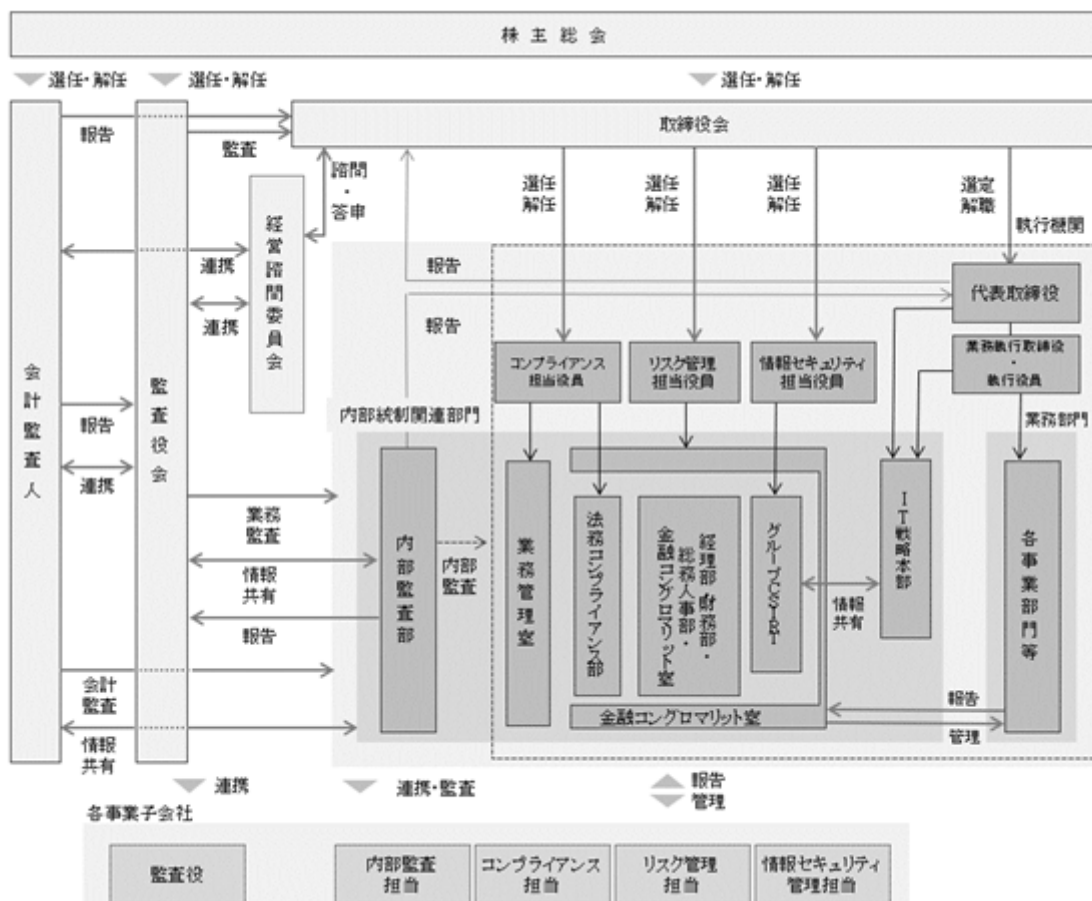 株主総会
選任・解任
選任・解任
選任・解任
会計監査人
監査役会
取締役会
報告
監査
諮問・答申
経営諮問委員会
連携
連携
選任
解任
選任
解任
選任
解任
選定
解職
執行機関
報告
報告
代表取締役
業務執行取締役・執行役員
コンプライアンス
担当役員
リスク管理
担当役員
情報セキュリティ
担当役員
内部統制関連部門
業務部門
報告
連携
業務
監査
情報
共有
報告
会計
監査
情報
共有
内部監査部
内部
監査
業務管理室
法務コンプライアンス部
経理部・財務部・
総務人事部・
金融コングロマリット室
グループCSIRT
情報
共有
IT戦略本部
各事業部門等
金融コングロマリット室
報告
管理
連携
連携・監査
報告
管理
各事業子会社
監査役
内部監査
担当
コンプライアンス
担当
リスク管理
担当
情報セキュリティ
管理担当